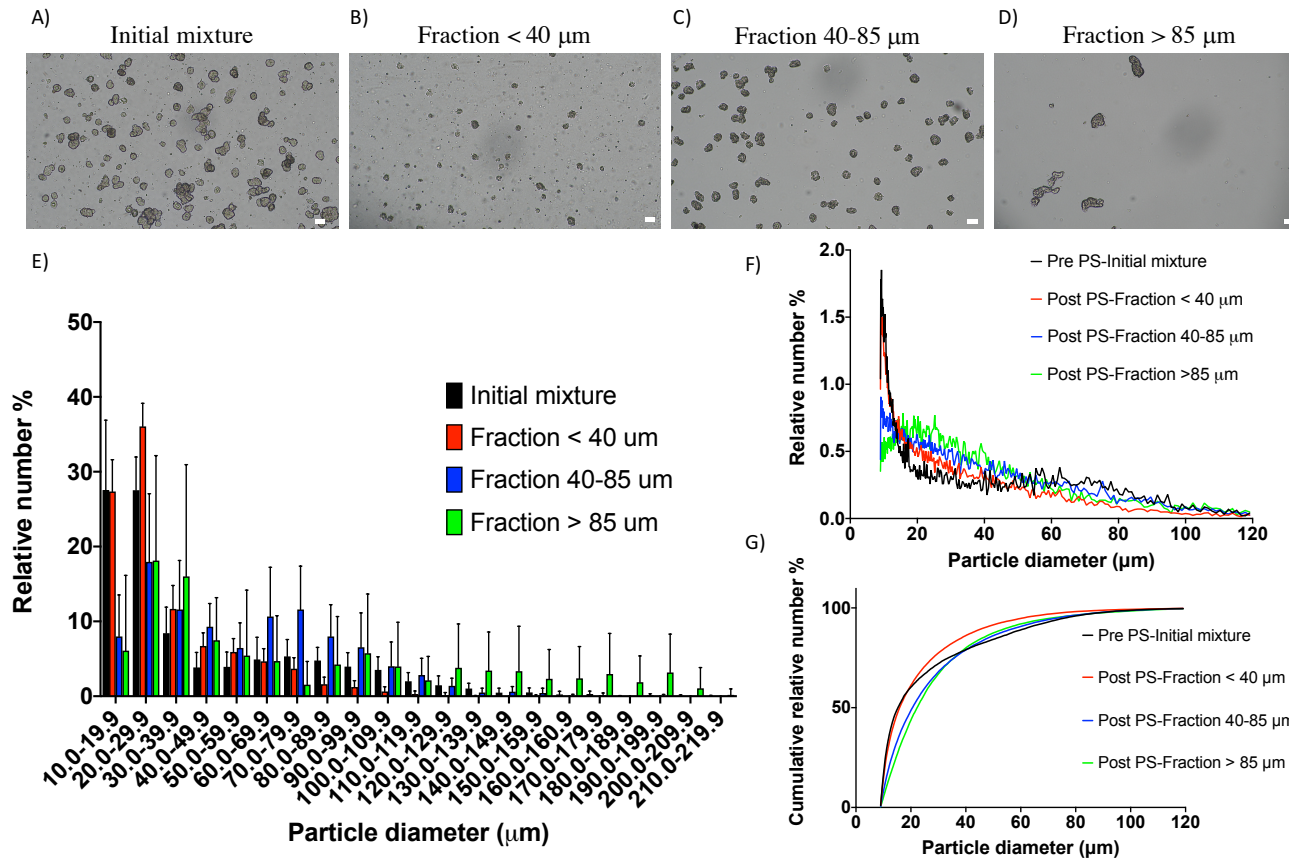 A)
Initial mixture
B)
Fraction < 40 μm
C)
Fraction 40-85 μm
D)
Fraction > 85 μm
E)
Relative number %
50
40
30
20
10
0
Initial mixture
Fraction < 40 um
Fraction 40-85 um
Fraction > 85 um
10.0-19.9
20.0-29.9
30.0-39.9
40.0-49.9
50.0-59.9
60.0-69.9
70.0-79.9
80.0-89.9
90.0-99.9
100.0-109.9
110.0-119.9
120.0-129.9
130.0-139.9
140.0-149.9
150.0-159.9
160.0-169.9
170.0-179.9
180.0-189.9
190.0-199.9
200.0-209.9
210.0-219.9
Particle diameter (μm)
F)
Relative number %
2.0
1.5
1.0
0.5
0.0
Pre PS-Initial mixture
Post PS-Fraction < 40 μm
Post PS-Fraction 40-85 μm
Post PS-Fraction >85 μm
0 20 40 60 80 100 120
Particle diameter (µm)
G)
Cumulative relative number %
100
50
0
Pre PS-Initial mixture
Post PS-Fraction < 40 µm
Post PS-Fraction 40-85 µm
Post PS-Fraction > 85 µm
0 20 40 60 80 100 120
Particle diameter (µm)